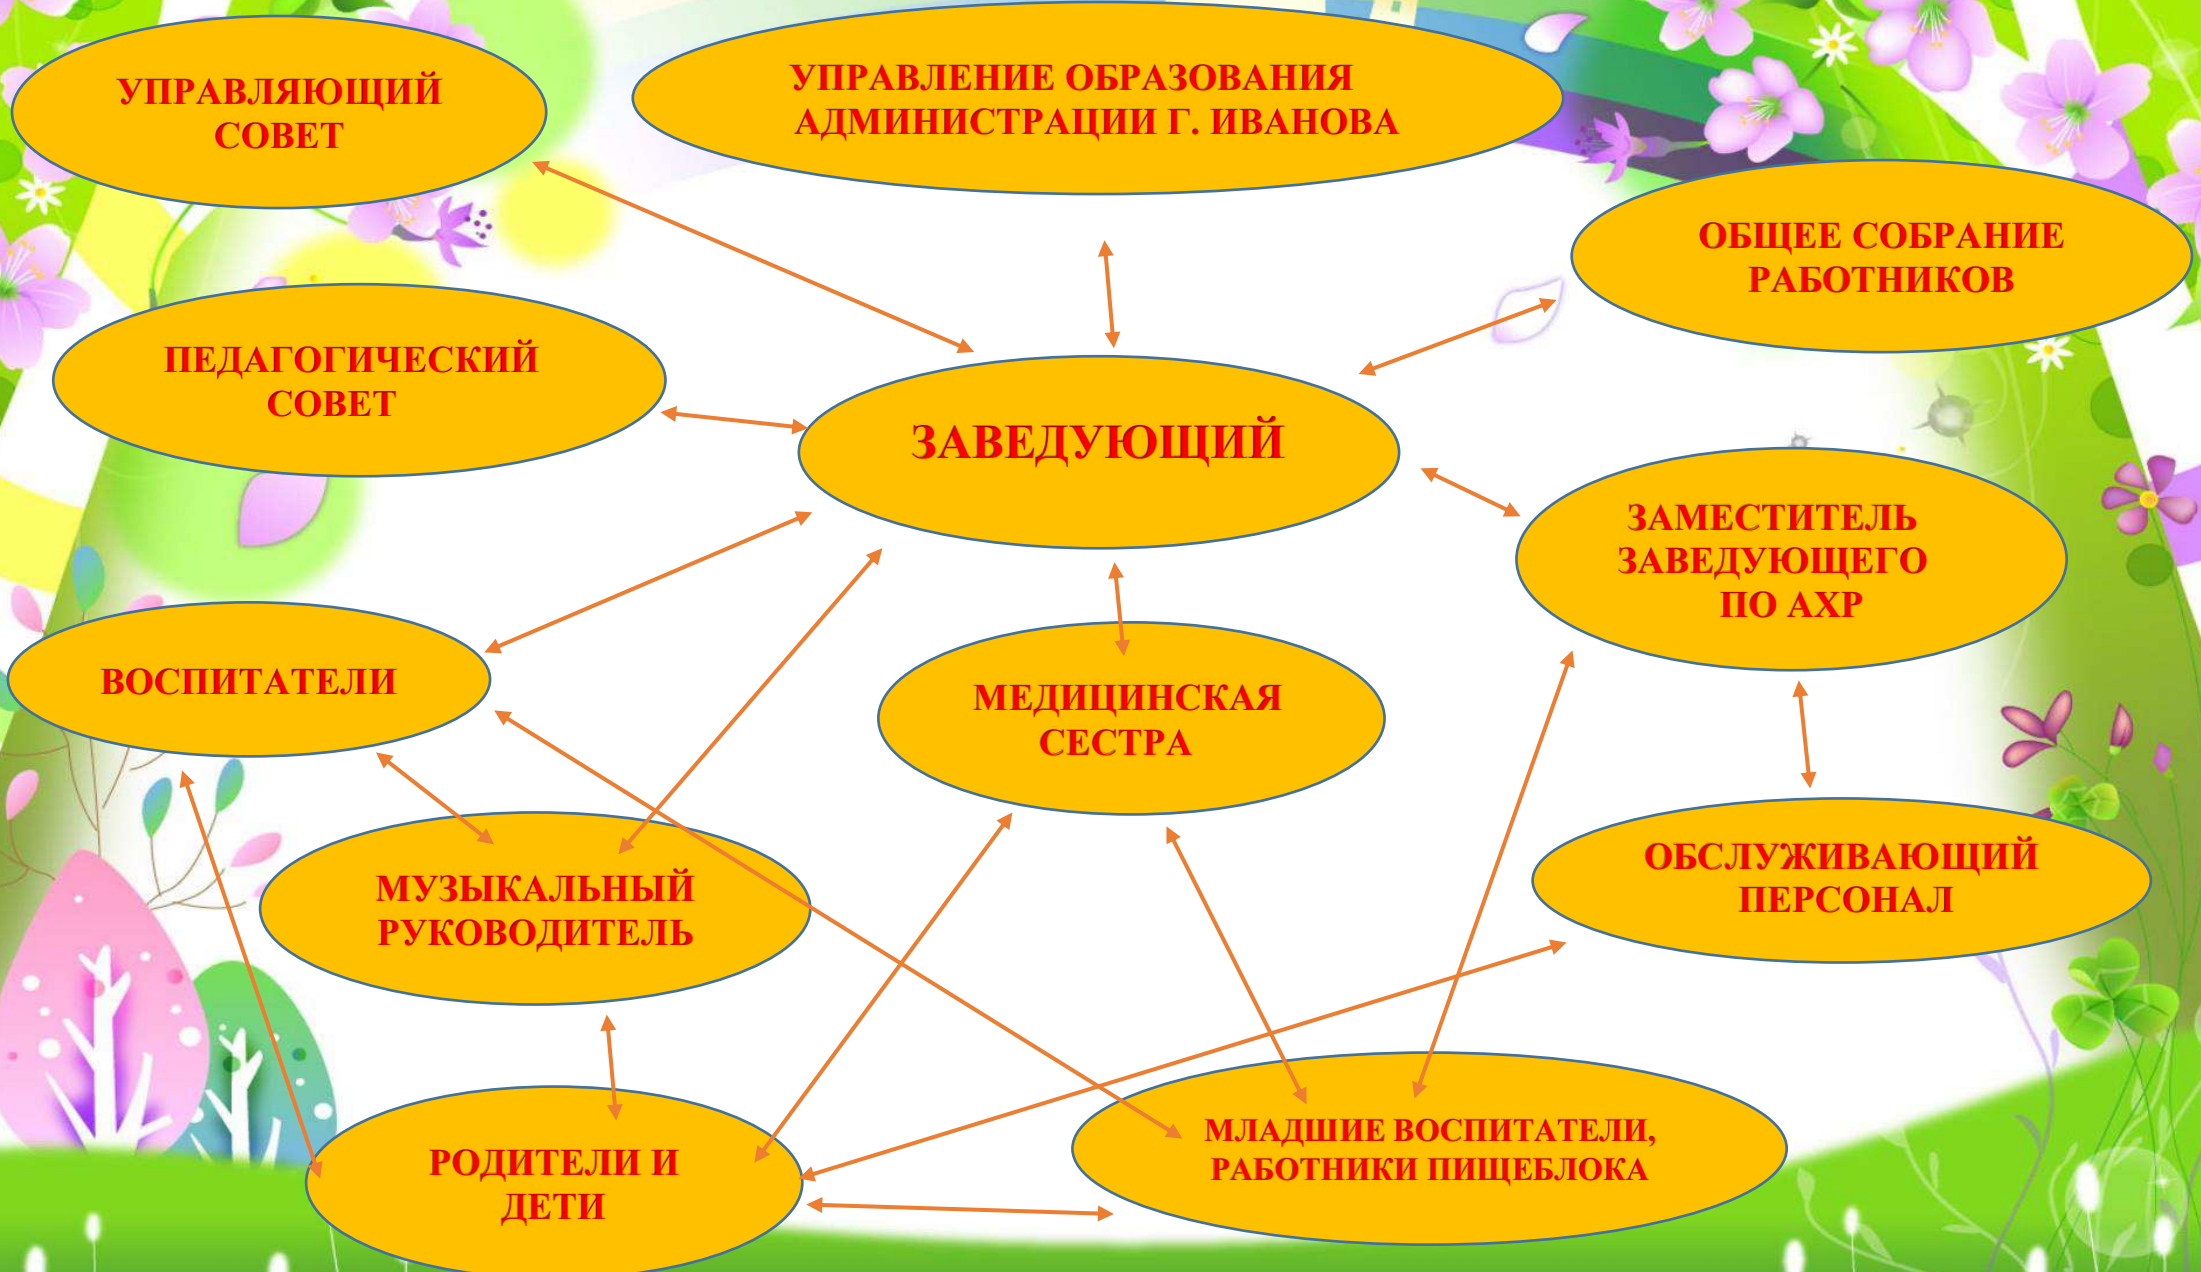 УПРАВЛЯЮЩИЙ
СОВЕТ
УПРАВЛЕНИЕ ОБРАЗОВАНИЯ
АДМИНИСТРАЦИИ Г. ИВАНОВА
ОБЩЕЕ СОБРАНИЕ
РАБОТНИКОВ
ПЕДАГОГИЧЕСКИЙ
СОВЕТ
ЗАВЕДУЮЩИЙ
ЗАМЕСТИТЕЛЬ
ЗАВЕДУЮЩЕГО
ПО АХР
ВОСПИТАТЕЛИ
МЕДИЦИНСКАЯ
СЕСТРА
МУЗЫКАЛЬНЫЙ
РУКОВОДИТЕЛЬ
ОБСЛУЖИВАЮЩИЙ
ПЕРСОНАЛ
РОДИТЕЛИ И
ДЕТИ
МЛАДШИЕ ВОСПИТАТЕЛИ,
РАБОТНИКИ ПИЩЕБЛОКА